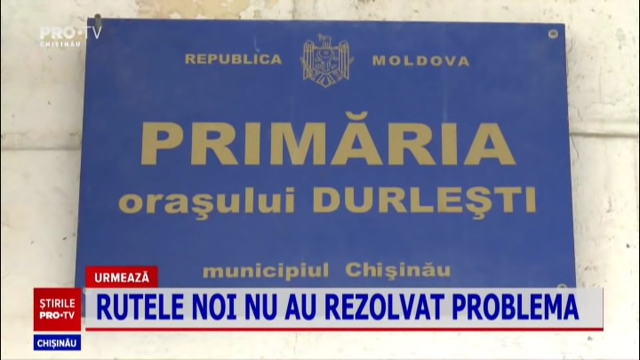 PRO•TV
CHIȘINĂU
REPUBLICA MOLDOVA
PRIMĂRIA
oraşului DURLEŞTI
municipiul Chişinău
URMEAZĂ
ȘTIRILE
PRO•TV
RUTELE NOI NU AU REZOLVAT PROBLEMA
CHIȘINĂU